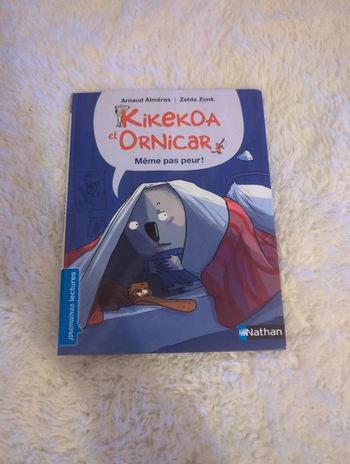 Arnaud Alméras | Zelda Zonk
KiKEKOA
et ORNiCAR
Même pas peur !
premières lectures
Nathan